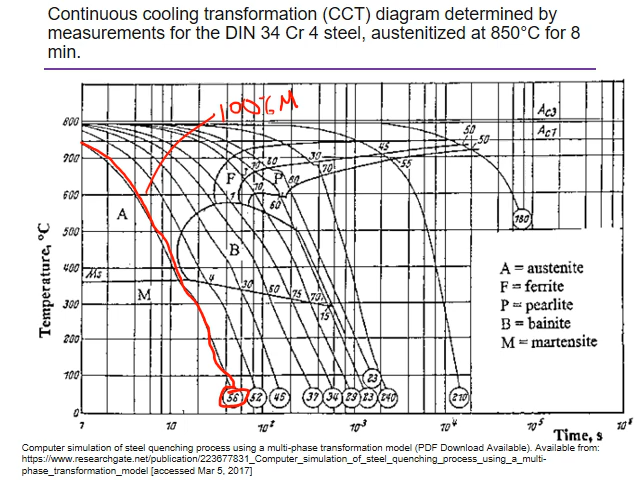 Continuous cooling transformation (CCT) diagram determined by
measurements for the DIN 34 Cr 4 steel, austenitized at 850°C for 8
min.
100% M
Ac3
800
50
Ac1
45
50
30
55
700
10
80
70
F
P
80
10
600
1
60
A
500
B
400
Ms
A = austenite
4
30
F = ferrite
M
60
75
70
P = pearlite
300
15
B = bainite
M = martensite
200
180
100
23
56
52
45
37
34
29
23
240
210
0
1
10
10²
10³
10⁴
10⁵
10⁶
Temperature, °C
Time, s
Computer simulation of steel quenching process using a multi-phase transformation model (PDF Download Available). Available from:
https://www.researchgate.net/publication/223677831_Computer_simulation_of_steel_quenching_process_using_a_multi-
phase_transformation_model [accessed Mar 5, 2017]